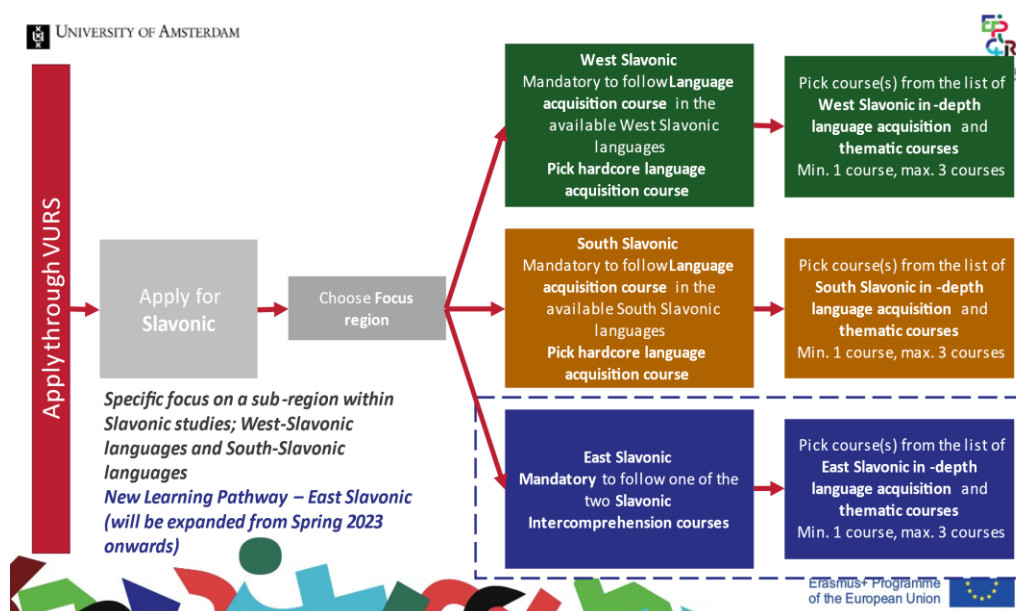 UNIVERSITY OF AMSTERDAM
Apply through VURS
Apply for
Slavonic
Choose Focus
region
Specific focus on a sub-region within
Slavonic studies; West-Slavonic
languages and South-Slavonic
languages
New Learning Pathway – East Slavonic
(will be expanded from Spring 2023
onwards)
West Slavonic
Mandatory to follow Language
acquisition course in the
available West Slavonic
languages
Pick hardcore language
acquisition course
Pick course(s) from the list of
West Slavonic in-depth
language acquisition and
thematic courses
Min. 1 course, max. 3 courses
South Slavonic
Mandatory to follow Language
acquisition course in the
available South Slavonic
languages
Pick hardcore language
acquisition course
Pick course(s) from the list of
South Slavonic in-depth
language acquisition and
thematic courses
Min. 1 course, max. 3 courses
East Slavonic
Mandatory to follow one of the
two Slavonic
Intercomprehension courses
Pick course(s) from the list of
East Slavonic in-depth
language acquisition and
thematic courses
Min. 1 course, max. 3 courses
Erasmus+ Programme
of the European Union